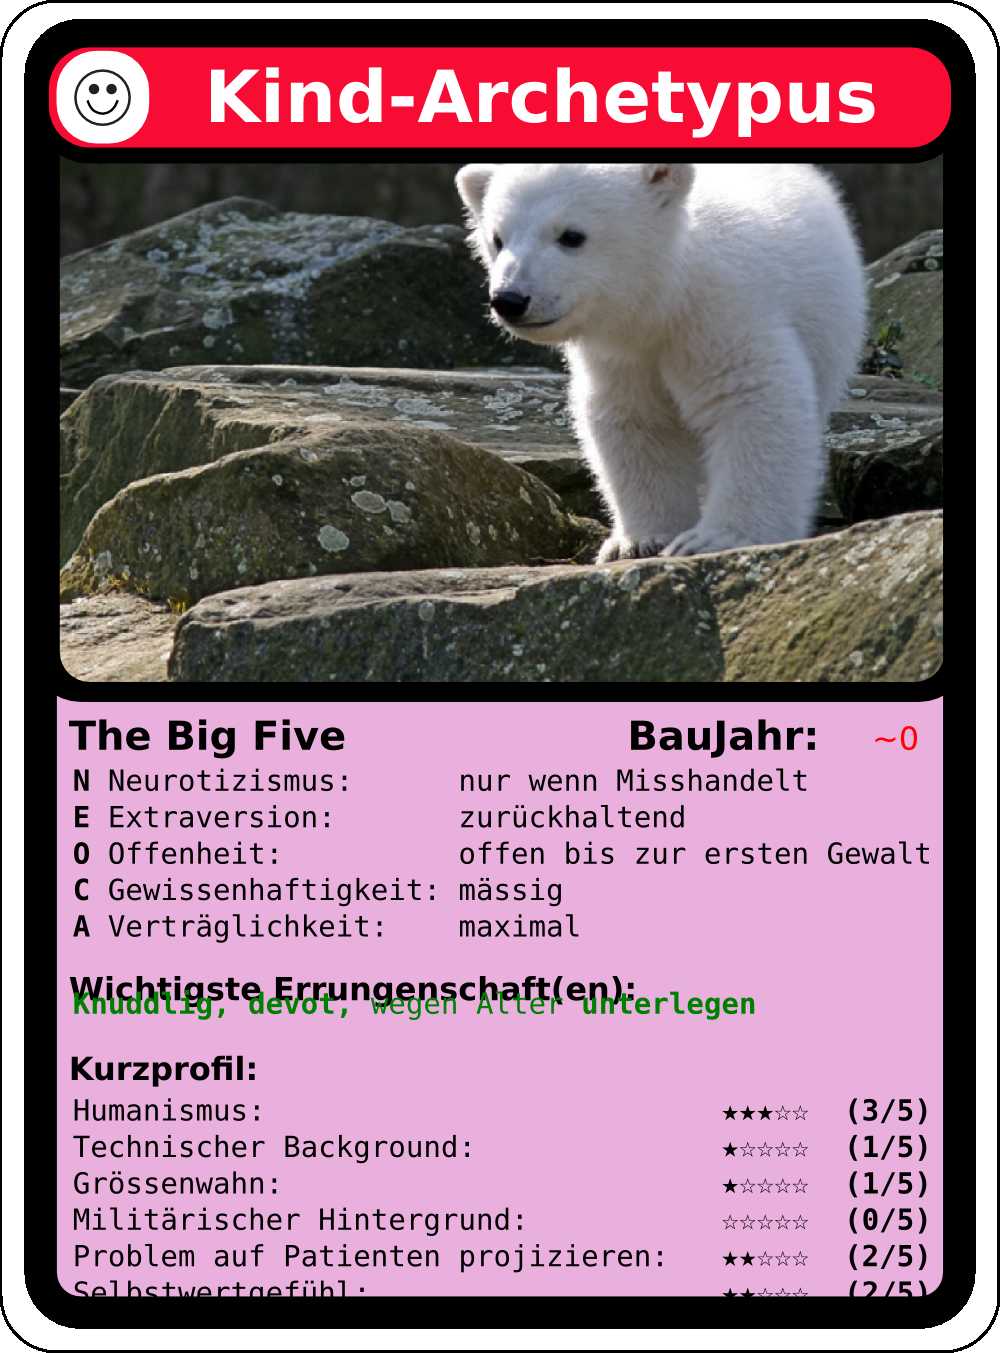 Kind-Archetypus
The Big Five BauJahr: ~0
N Neurotizismus: nur wenn Misshandelt
E Extraversion: zurückhaltend
O Offenheit: offen bis zur ersten Gewalt
C Gewissenhaftigkeit: mässig
A Verträglichkeit: maximal
Wichtigste Errungenschaft(en):
Knuddlig, devot, wegen Alter unterlegen
Kurzprofil:
Humanismus: ★★★☆☆ (3/5)
Technischer Background: ★☆☆☆☆ (1/5)
Grössenwahn: ★☆☆☆☆ (1/5)
Militärischer Hintergrund: ☆☆☆☆☆ (0/5)
Problem auf Patienten projizieren: ★★☆☆☆ (2/5)
Selbstwertgefühl: ★★☆☆☆ (2/5)